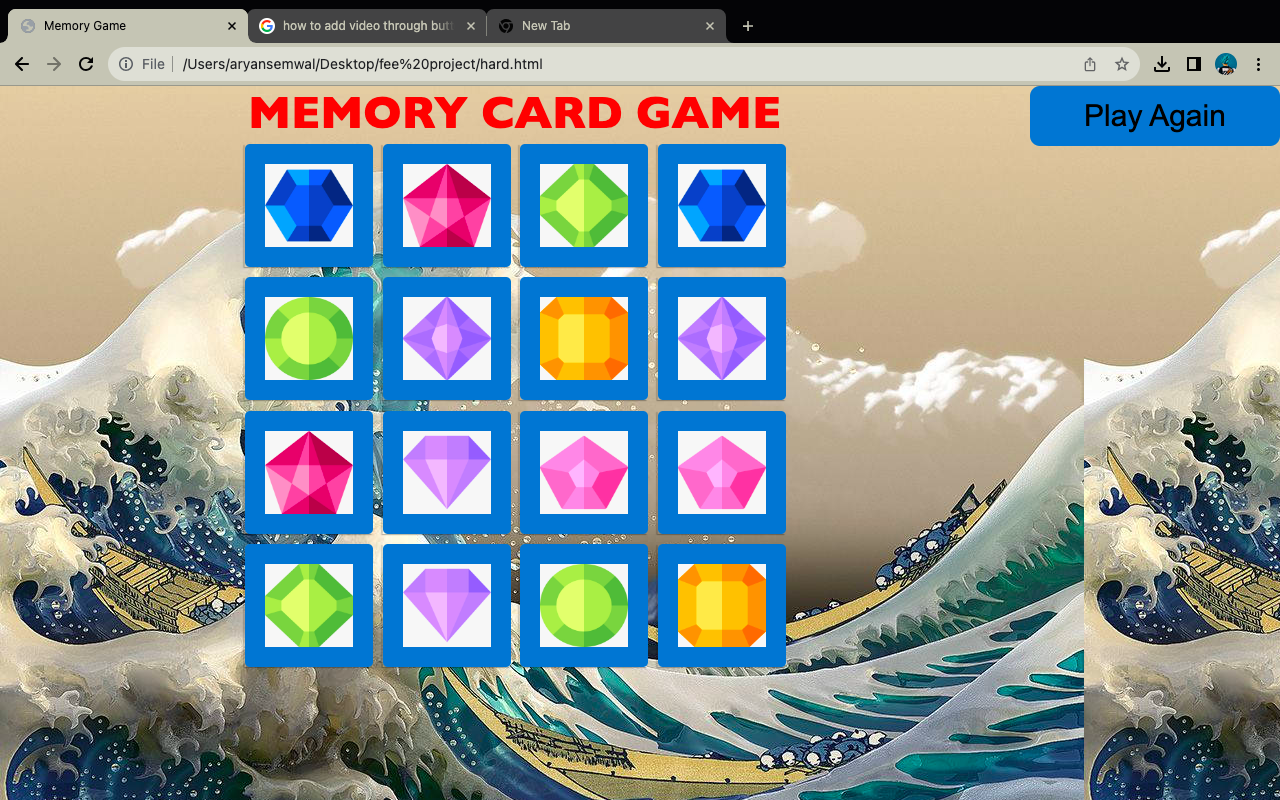 Memory Game
how to add video through butt
New Tab
File
/Users/aryansemwal/Desktop/fee%20project/hard.html
MEMORY CARD GAME
Play Again